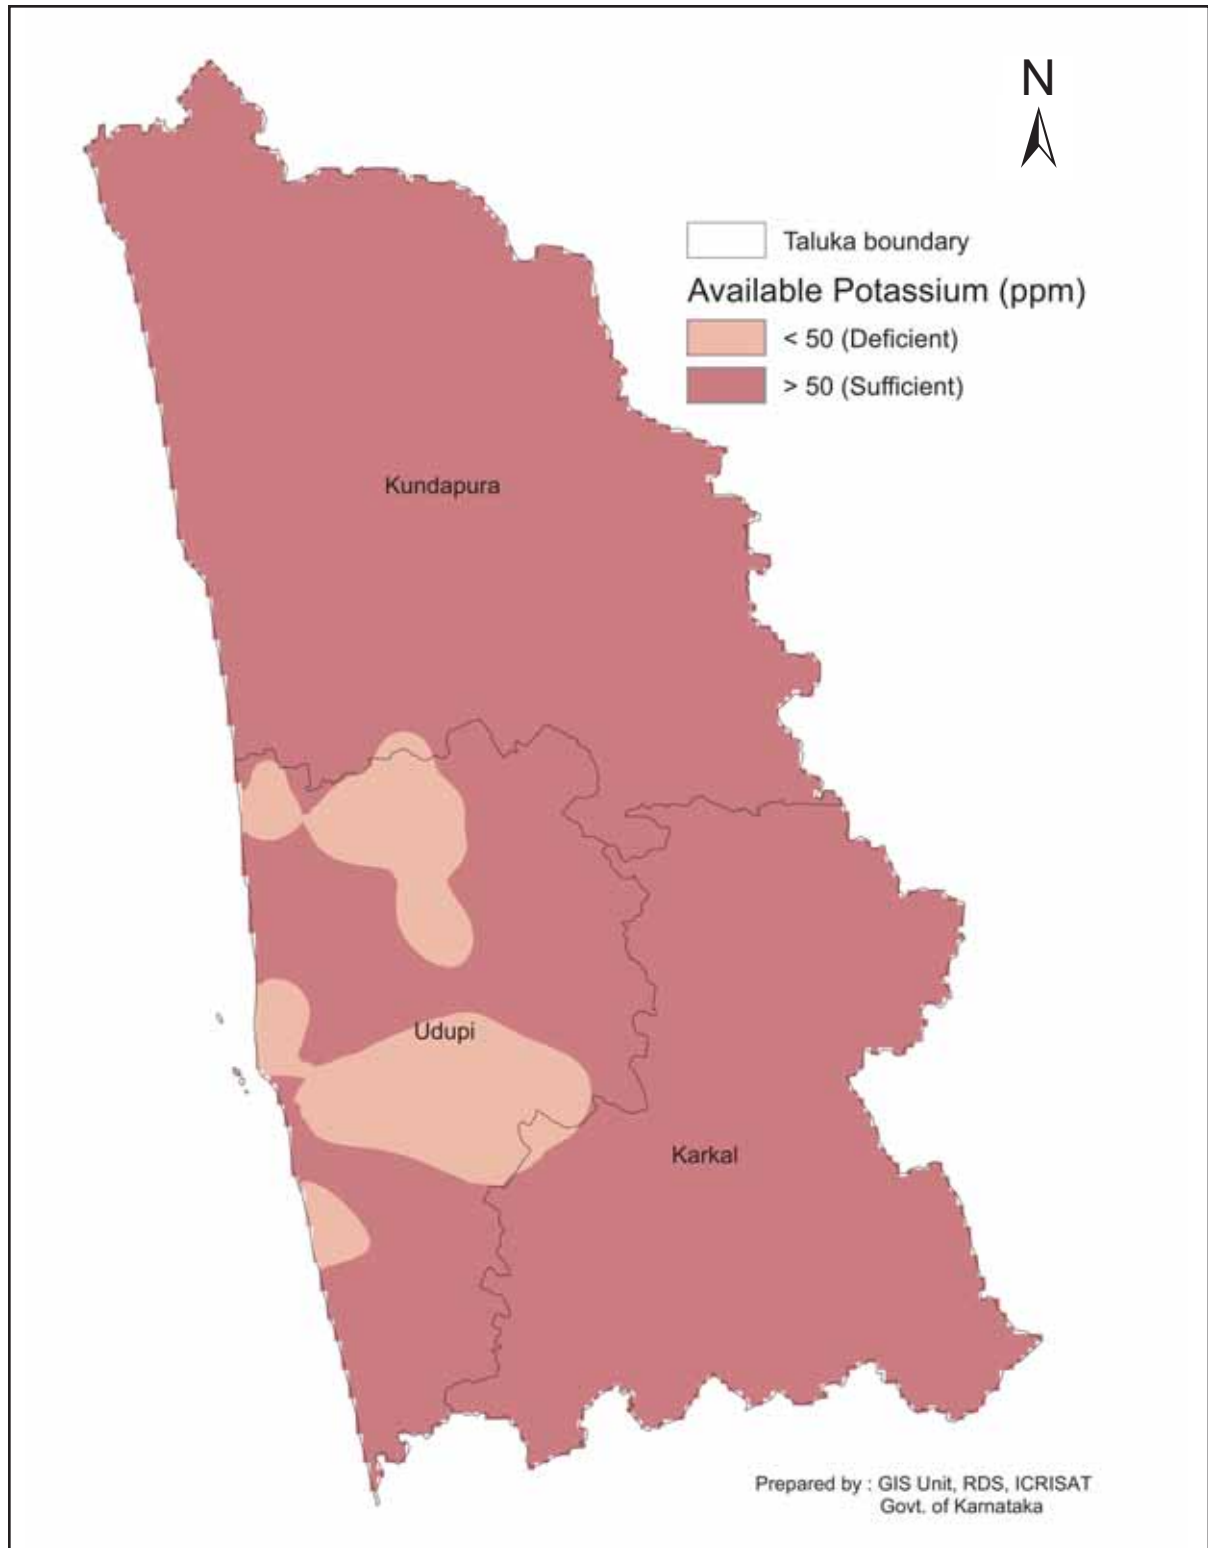 N
Taluka boundary
Available Potassium (ppm)
< 50 (Deficient)
> 50 (Sufficient)
Kundapura
Udupi
Karkal
Prepared by : GIS Unit, RDS, ICRISAT
Govt. of Karnataka